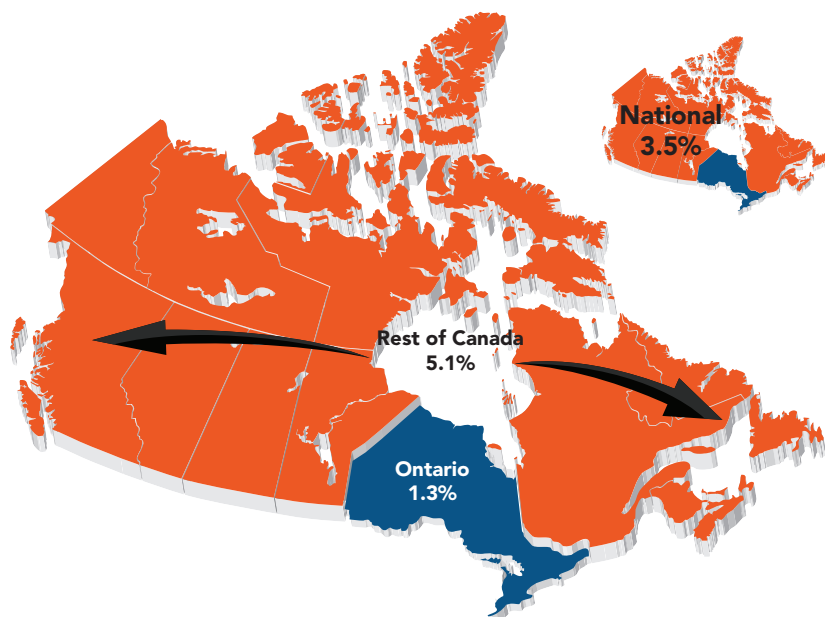 National
3.5%
Rest of Canada
5.1%
Ontario
1.3%